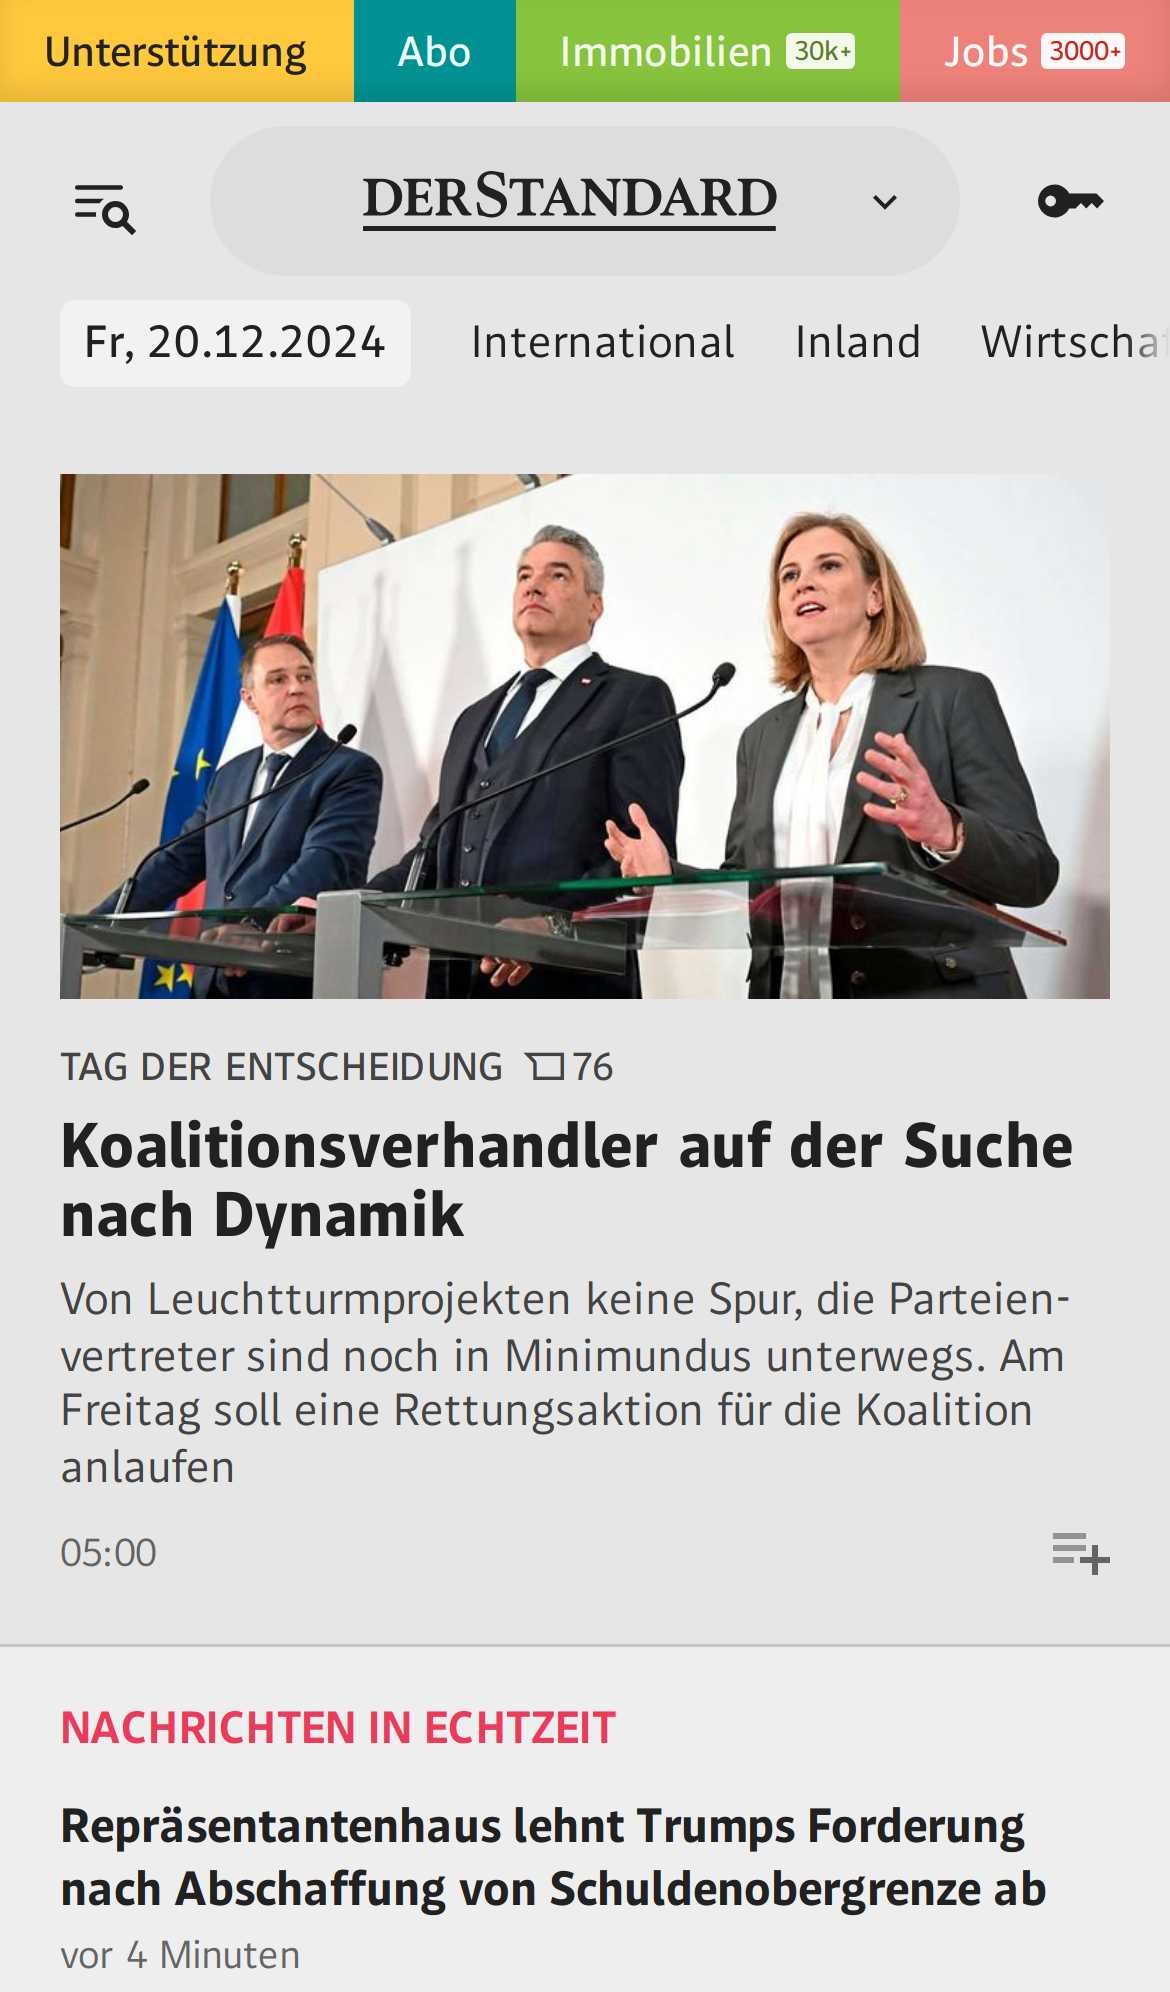 Unterstützung Abo Immobilien 30k+ Jobs 3000+
DERSTANDARD
Fr, 20.12.2024 International Inland Wirtscha
TAG DER ENTSCHEIDUNG 76
Koalitionsverhandler auf der Suche
nach Dynamik
Von Leuchtturmprojekten keine Spur, die Parteien-
vertreter sind noch in Minimundus unterwegs. Am
Freitag soll eine Rettungsaktion für die Koalition
anlaufen
05:00
NACHRICHTEN IN ECHTZEIT
Repräsentantenhaus lehnt Trumps Forderung
nach Abschaffung von Schuldenobergrenze ab
vor 4 Minuten